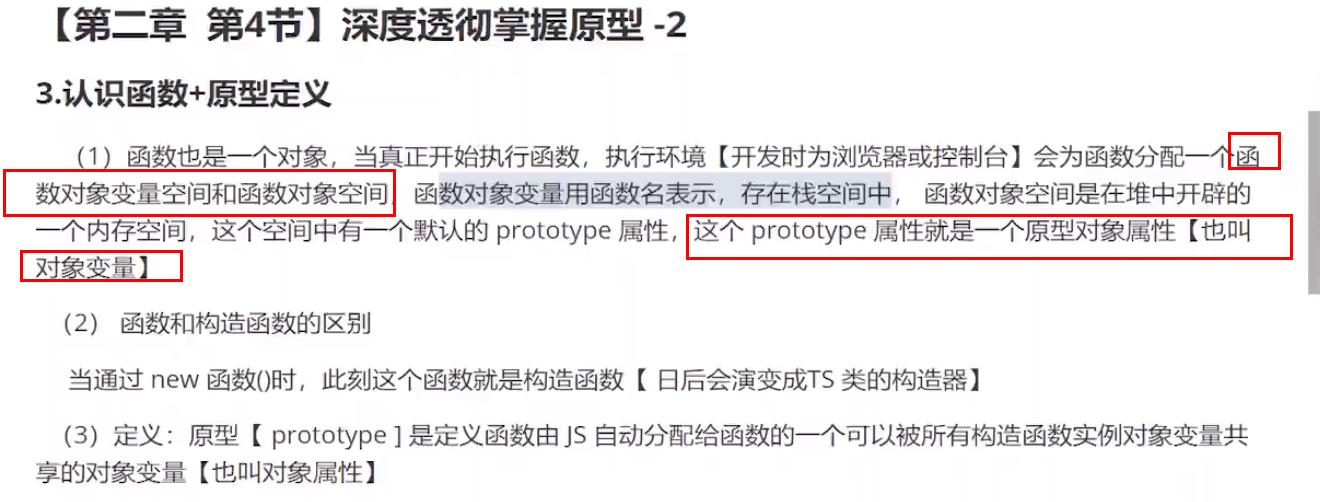 【第二章 第4节】深度透彻掌握原型 -2
3.认识函数+原型定义
（1）函数也是一个对象，当真正开始执行函数，执行环境【开发时为浏览器或控制台】会为函数分配一个函
数对象变量空间和函数对象空间，函数对象变量用函数名表示，存在栈空间中， 函数对象空间是在堆中开辟的
一个内存空间，这个空间中有一个默认的 prototype 属性，这个 prototype 属性就是一个原型对象属性【也叫
对象变量】
（2） 函数和构造函数的区别
当通过 new 函数()时，此刻这个函数就是构造函数【 日后会演变成TS 类的构造器】
（3）定义：原型【 prototype ] 是定义函数由 JS 自动分配给函数的一个可以被所有构造函数实例对象变量共
享的对象变量【也叫对象属性】